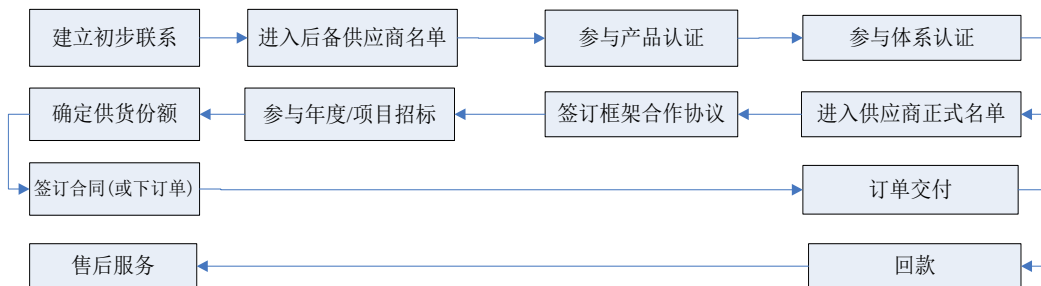 建立初步联系
进入后备供应商名单
参与产品认证
参与体系认证
确定供货份额
参与年度/项目招标
签订框架合作协议
进入供应商正式名单
签订合同(或下订单)
订单交付
售后服务
回款